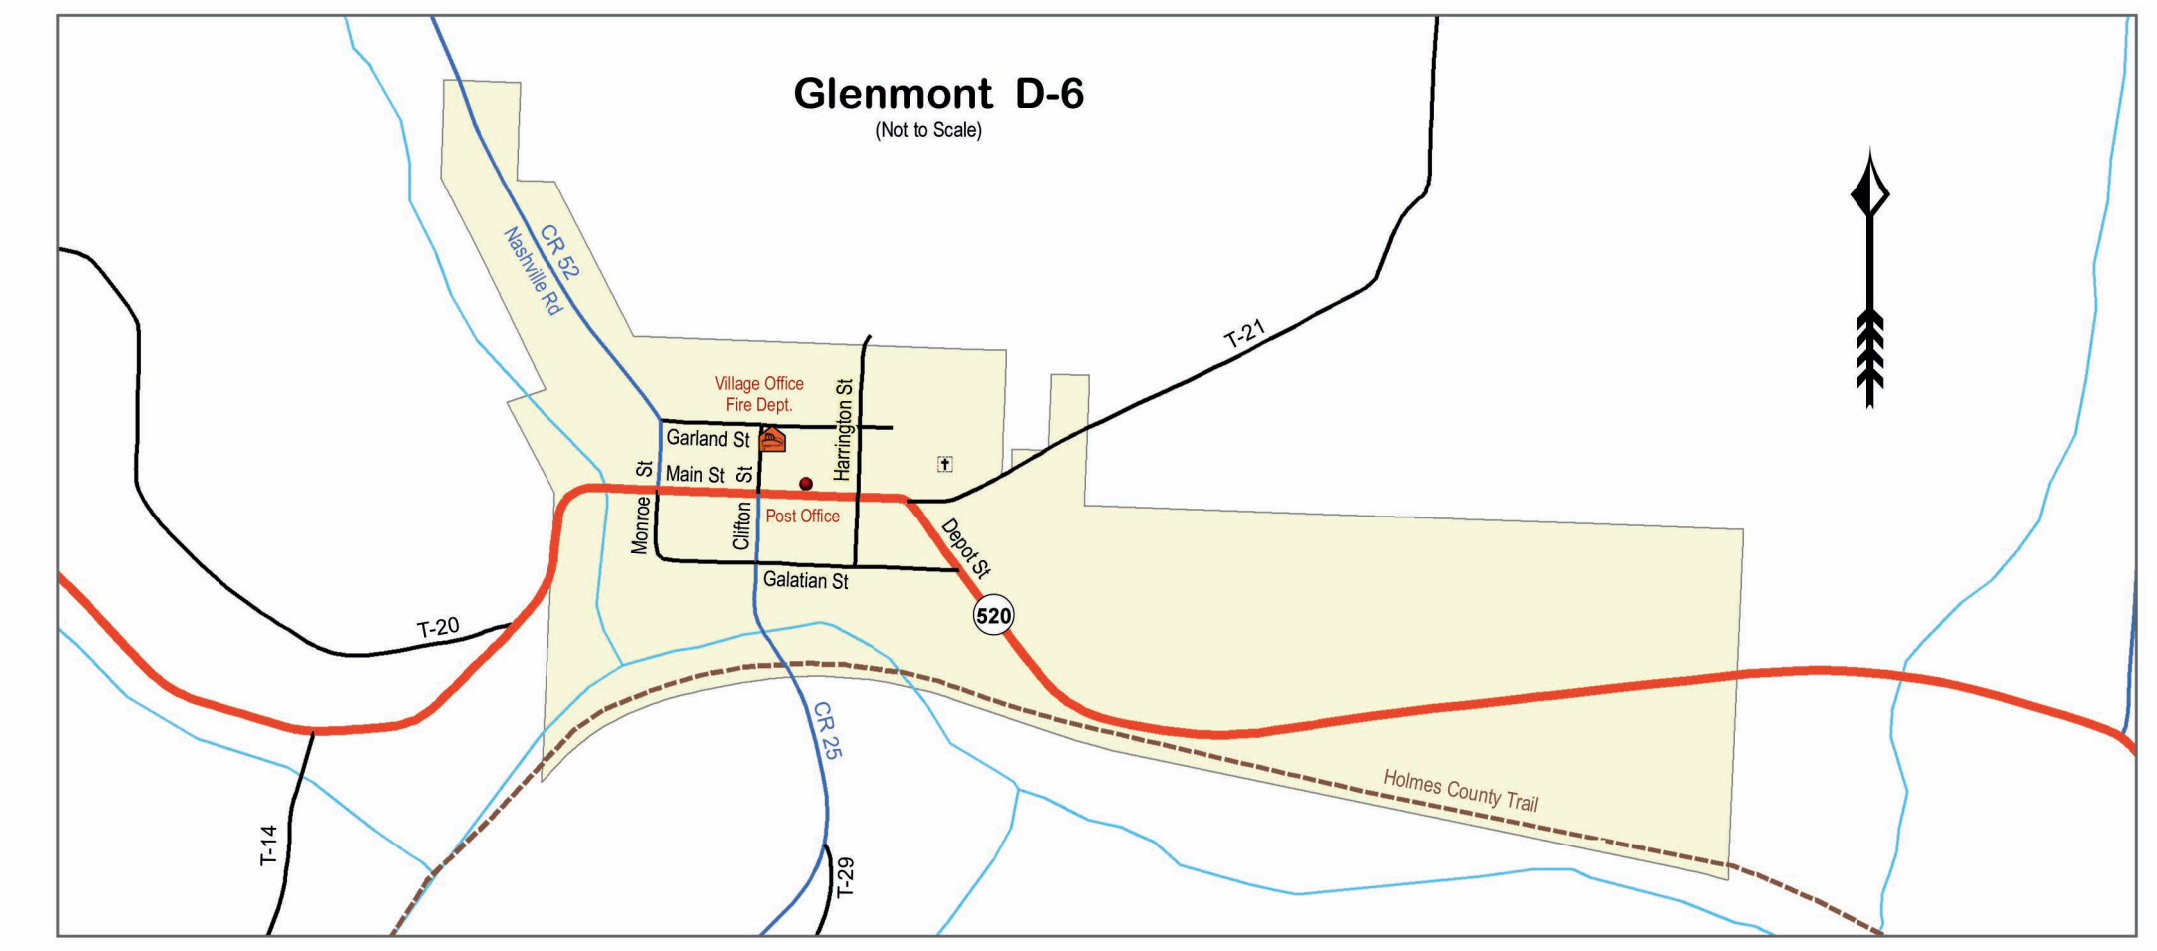 Glenmont D-6
(Not to Scale)
CR 52
Nashville Rd
T-21
Village Office
Fire Dept.
Harrington St
Garland St
Main St
Monroe St
Clifton St
Post Office
Depot St
Galatian St
520
T-20
CR 25
Holmes County Trail
T-14
T-29